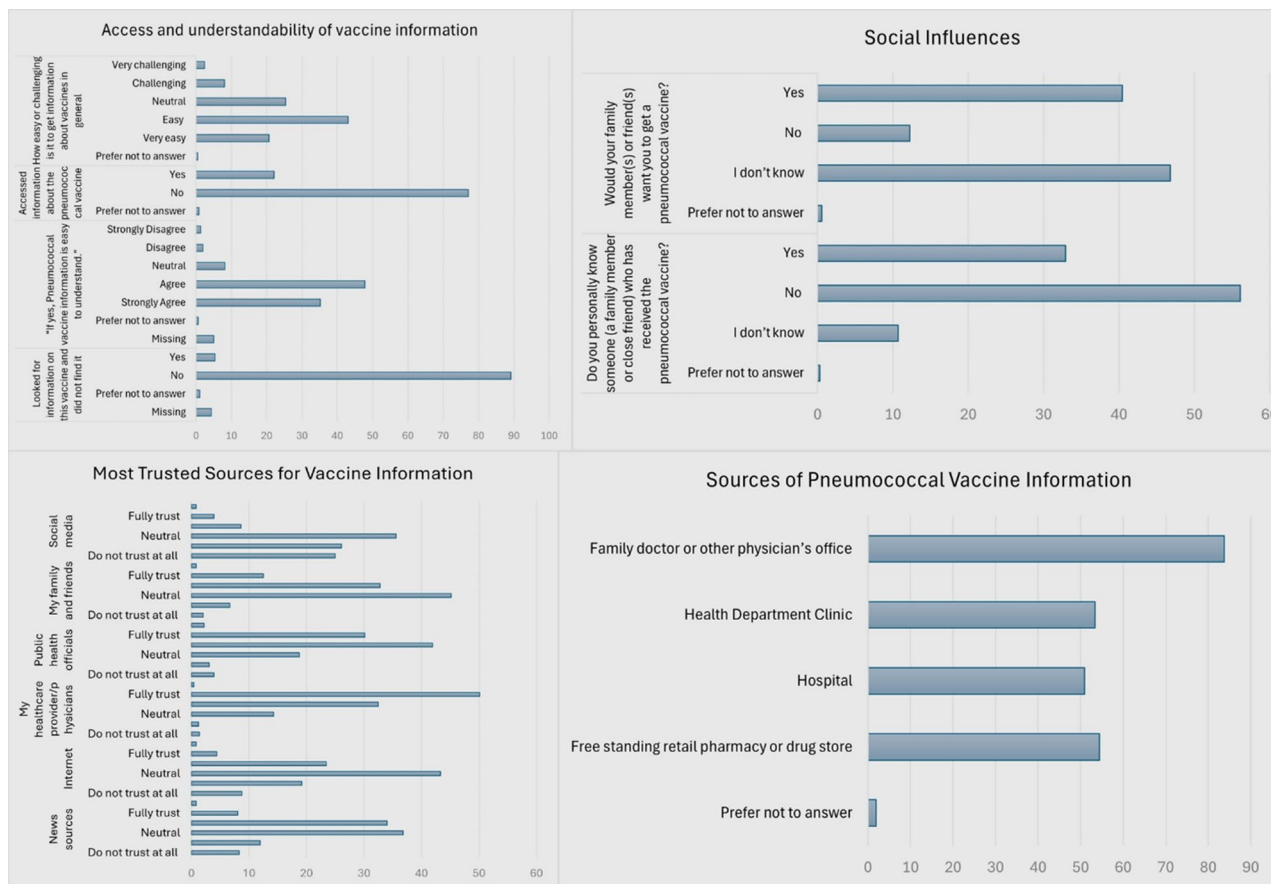 Access and understandability of vaccine information
How easy or challenging
is it to get information
about vaccines in
general
Very challenging
Challenging
Neutral
Easy
Very easy
Prefer not to answer
Accessed
information
about the
pneumococ
cal vaccine
Yes
No
Prefer not to answer
"If yes, Pneumococcal
vaccine information is easy
to understand."
Strongly Disagree
Disagree
Neutral
Agree
Strongly Agree
Prefer not to answer
Missing
Looked for
information on
this vaccine and
did not find it
Yes
No
Prefer not to answer
Missing
0 10 20 30 40 50 60 70 80 90 100
Social Influences
Would your family
member(s) or friend(s)
want you to get a
pneumococcal vaccine?
Yes
No
I don't know
Prefer not to answer
Do you personally know
someone (a family member
or close friend) who has
received the
pneumococcal vaccine?
Yes
No
I don't know
Prefer not to answer
0 10 20 30 40 50
Most Trusted Sources for Vaccine Information
Social
media
Fully trust
Neutral
Do not trust at all
My family
and friends
Fully trust
Neutral
Do not trust at all
Public
health
officials
Fully trust
Neutral
Do not trust at all
My
healthcare
provider/p
hysicians
Fully trust
Neutral
Do not trust at all
Internet
Fully trust
Neutral
Do not trust at all
News
sources
Fully trust
Neutral
Do not trust at all
0 10 20 30 40 50 60
Sources of Pneumococcal Vaccine Information
Family doctor or other physician's office
Health Department Clinic
Hospital
Free standing retail pharmacy or drug store
Prefer not to answer
0 10 20 30 40 50 60 70 80 90